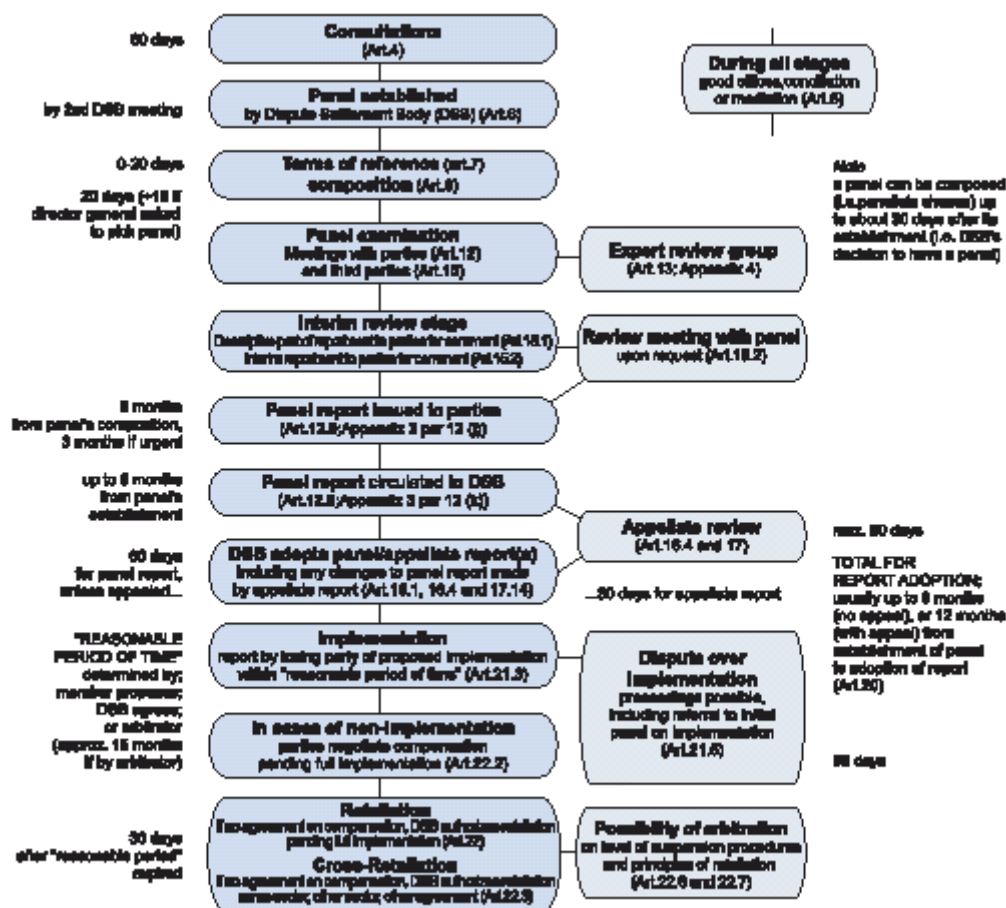 60 days
Consultations
(Art.4)
During all stages
good offices, conciliation
or mediation (Art.5)
by 2nd DSB meeting
Panel established
by Dispute Settlement Body (DSB) (Art.6)
0-20 days
Terms of reference (art.7)
composition (Art.8)
20 days (+10 if
director general asked
to pick panel)
Note
a panel can be composed
(i.e. panelists chosen) up
to about 30 days after its
establishment (i.e. DSB's
decision to have a panel)
Panel examination
Meetings with parties (Art.12)
and third parties (Art.10)
Expert review group
(Art.13; Appendix 4)
Interim review stage
Descriptive part of report sent to parties for comment (Art.15.1)
Interim report sent to parties for comment (Art.15.2)
Review meeting with panel
upon request (Art.15.2)
6 months
from panel's composition,
3 months if urgent
Panel report issued to parties
(Art.12.8; Appendix 3 par 12 (j))
up to 9 months
from panel's
establishment
Panel report circulated to DSB
(Art.12.9; Appendix 3 par 12 (k))
Appellate review
(Art.16.4 and 17)
max. 90 days
60 days
for panel report,
unless appealed...
DSB adopts panel/appellate report(s)
including any changes to panel report made
by appellate report (Art.16.1, 16.4 and 17.14)
...30 days for appellate report
TOTAL FOR
REPORT ADOPTION;
usually up to 9 months
(no appeal), or 12 months
(with appeal) from
establishment of panel
to adoption of report
(Art.20)
"REASONABLE
PERIOD OF TIME"
determined by;
member proposes;
DSB agrees;
or arbitrator
(approx. 15 months
if by arbitrator)
Implementation
report by losing party of proposed implementation
within "reasonable period of time" (Art.21.3)
Dispute over
implementation
proceedings possible,
including referral to initial
panel on implementation
(Art.21.5)
In cases of non-implementation
parties negotiate compensation
pending full implementation (Art.22.2)
90 days
30 days
after "reasonable period"
expired
Retaliation
If no agreement on compensation, DSB authorizes retaliation
pending full implementation (Art.22)
Cross-Retaliation
If no agreement on compensation, DSB authorizes retaliation
same sector, other sector, other agreement (Art.22.3)
Possibility of arbitration
on level of suspension procedures
and principles of retaliation
(Art.22.6 and 22.7)